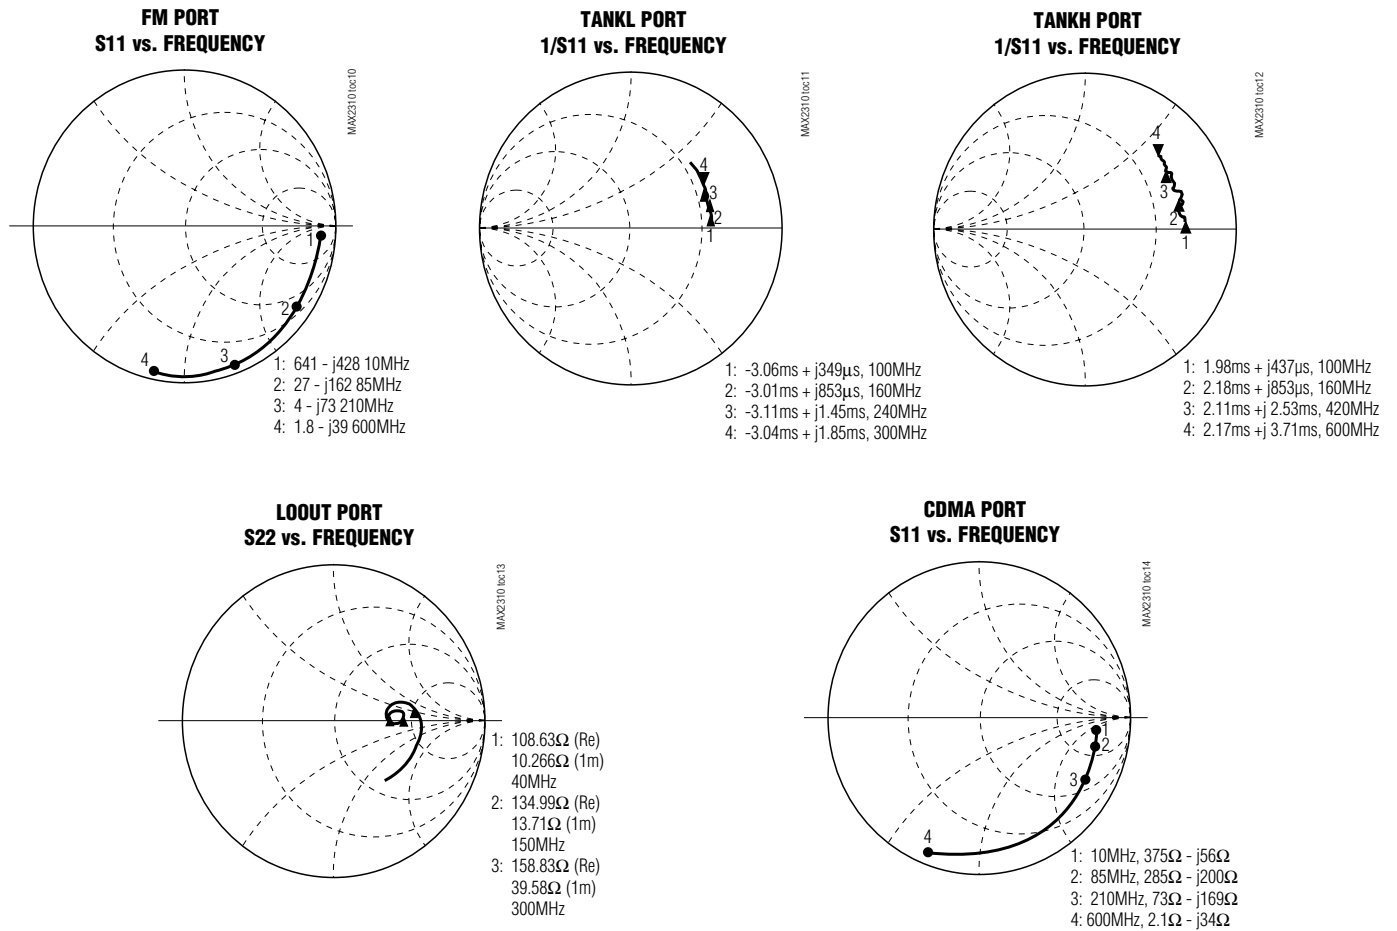 FM PORT
S11 vs. FREQUENCY
MAX2310 toc10
1
2
3
4
1: 641 - j428 10MHz
2: 27 - j162 85MHz
3: 4 - j73 210MHz
4: 1.8 - j39 600MHz
TANKL PORT
1/S11 vs. FREQUENCY
MAX2310 toc11
4
3
2
1
1: -3.06ms + j349µs, 100MHz
2: -3.01ms + j853µs, 160MHz
3: -3.11ms + j1.45ms, 240MHz
4: -3.04ms + j1.85ms, 300MHz
TANKH PORT
1/S11 vs. FREQUENCY
MAX2310 toc12
4
3
2
1
1: 1.98ms + j437µs, 100MHz
2: 2.18ms + j853µs, 160MHz
3: 2.11ms +j 2.53ms, 420MHz
4: 2.17ms +j 3.71ms, 600MHz
LOOUT PORT
S22 vs. FREQUENCY
MAX2310 toc13
1: 108.63Ω (Re)
10.266Ω (1m)
40MHz
2: 134.99Ω (Re)
13.71Ω (1m)
150MHz
3: 158.83Ω (Re)
39.58Ω (1m)
300MHz
CDMA PORT
S11 vs. FREQUENCY
MAX2310 toc14
1
2
3
4
1: 10MHz, 375Ω - j56Ω
2: 85MHz, 285Ω - j200Ω
3: 210MHz, 73Ω - j169Ω
4: 600MHz, 2.1Ω - j34Ω